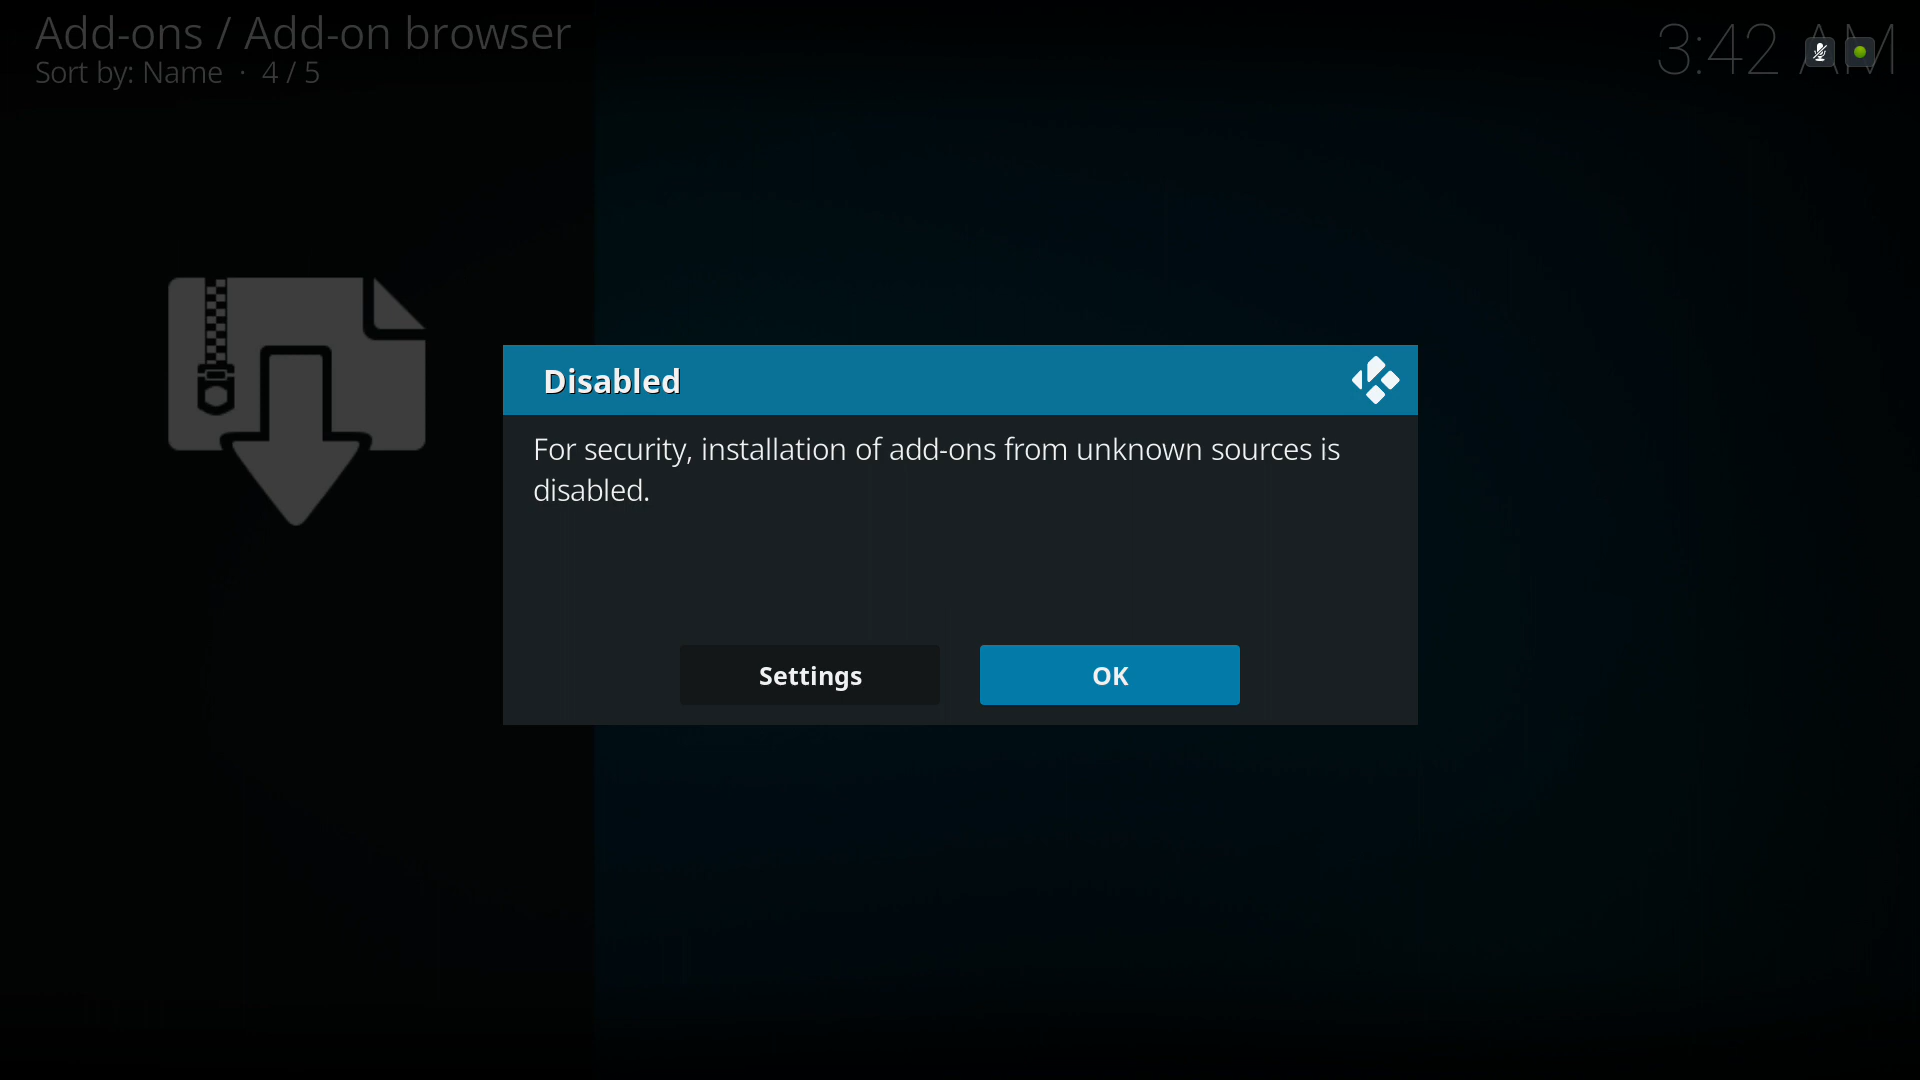 Add-ons / Add-on browser
3:42 AM
Sort by: Name · 4 / 5
Disabled
For security, installation of add-ons from unknown sources is
disabled.
Settings
OK